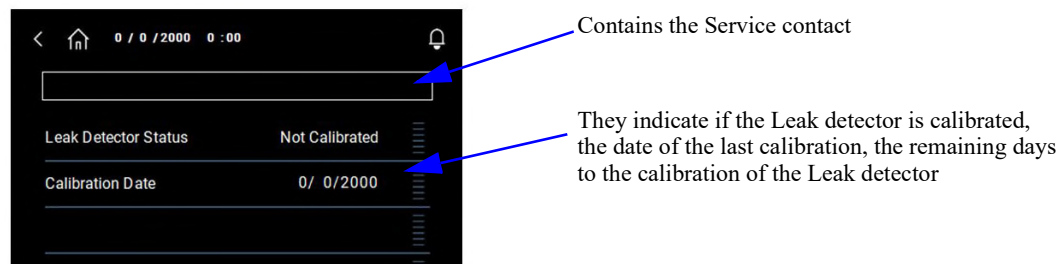 0 / 0 /2000 0 :00
Contains the Service contact
Leak Detector Status Not Calibrated
Calibration Date 0/ 0/2000
They indicate if the Leak detector is calibrated,
the date of the last calibration, the remaining days
to the calibration of the Leak detector